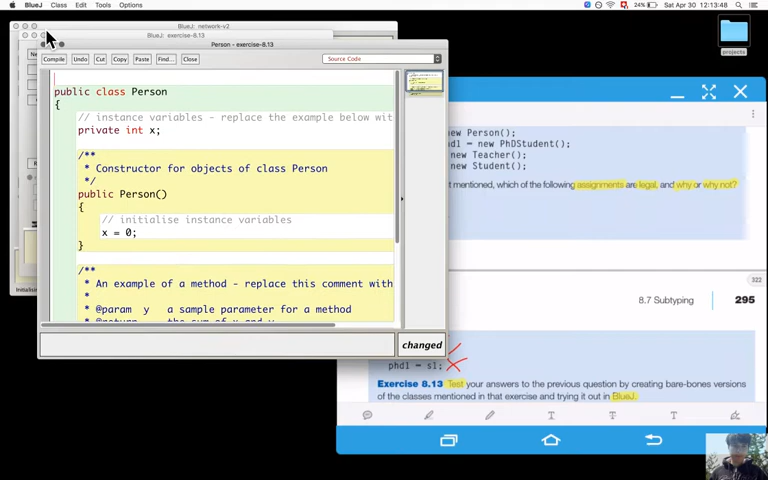 BlueJ Class Edit Tools Options
24% Sat Apr 30 12:13:48
BlueJ: network-v2
BlueJ: exercise-8.13
Person - exercise-8.13
Compile Undo Cut Copy Paste Find... Close
Source Code
public class Person
{
// instance variables - replace the example below wit
private int x;
/**
* Constructor for objects of class Person
*/
public Person()
{
// initialise instance variables
x = 0;
}
/**
* An example of a method - replace this comment with
*
* @param y a sample parameter for a method
changed
projects
new Person();
hd1 = new PhDStudent();
new Teacher();
new Student();
t mentioned, which of the following assignments are legal, and why or why not?
322
8.7 Subtyping 295
phd1 = s1;
Exercise 8.13 Test your answers to the previous question by creating bare-bones versions
of the classes mentioned in that exercise and trying it out in BlueJ.